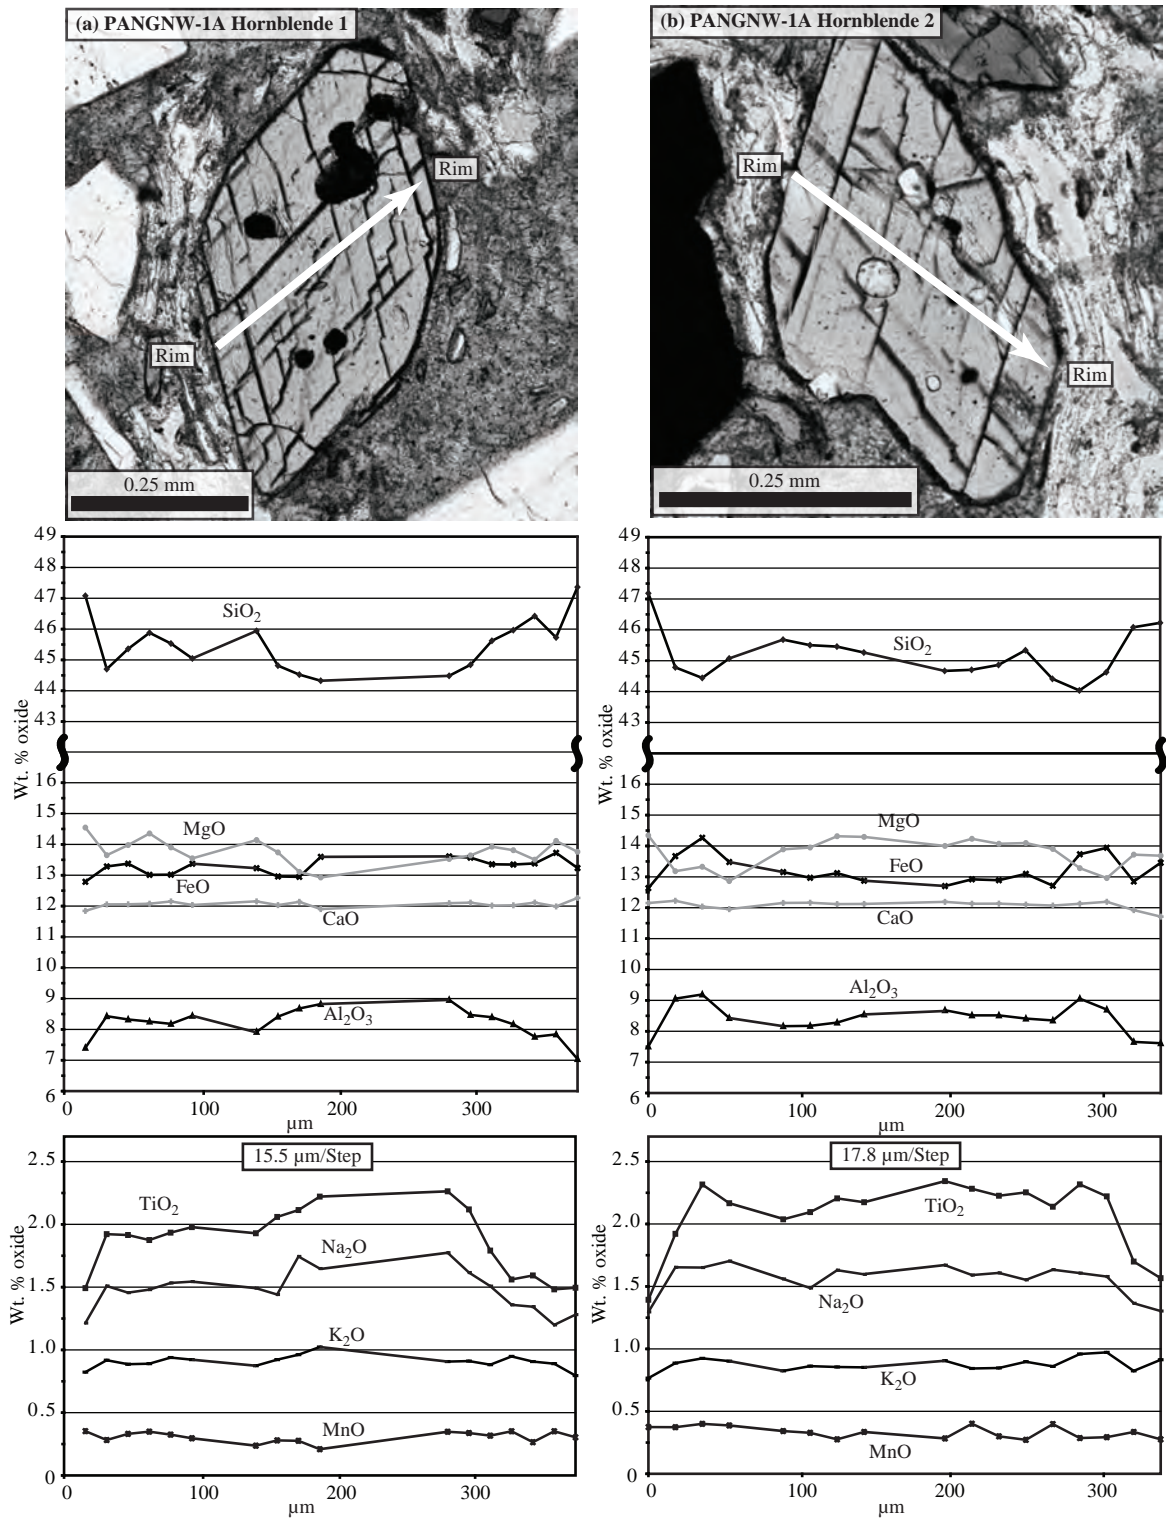 (a) PANGNW-1A Hornblende 1
Rim
Rim
0.25 mm
(b) PANGNW-1A Hornblende 2
Rim
Rim
0.25 mm
49
48
47
46
45
44
43
16
15
14
13
12
11
10
9
8
7
6
Wt. % oxide
SiO₂
MgO
FeO
CaO
Al₂O₃
0 100 200 300
µm
49
48
47
46
45
44
43
16
15
14
13
12
11
10
9
8
7
6
Wt. % oxide
SiO₂
MgO
FeO
CaO
Al₂O₃
0 100 200 300
µm
15.5 µm/Step
2.5
2.0
1.5
1.0
0.5
0
Wt. % oxide
TiO₂
Na₂O
K₂O
MnO
0 100 200 300
µm
17.8 µm/Step
2.5
2.0
1.5
1.0
0.5
0
Wt. % oxide
TiO₂
Na₂O
K₂O
MnO
0 100 200 300
µm